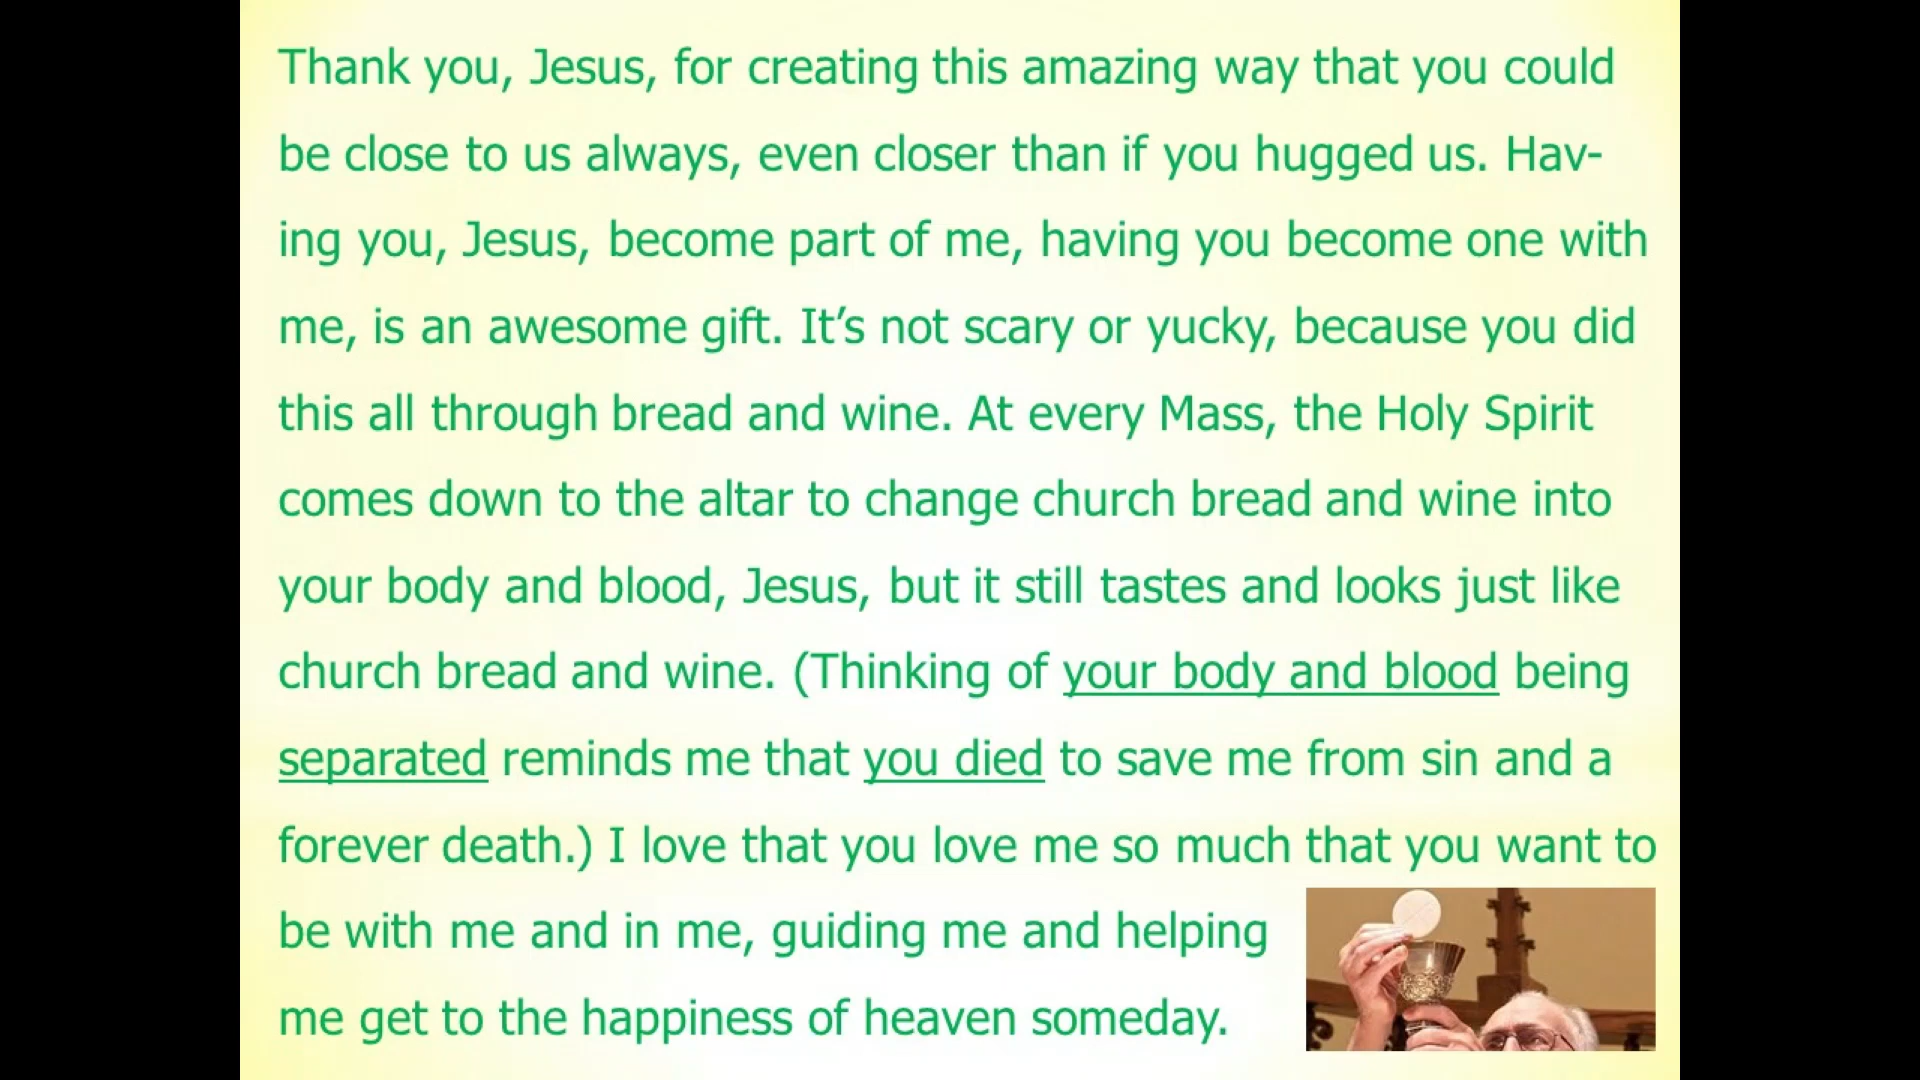 Thank you, Jesus, for creating this amazing way that you could
be close to us always, even closer than if you hugged us. Hav-
ing you, Jesus, become part of me, having you become one with
me, is an awesome gift. It’s not scary or yucky, because you did
this all through bread and wine. At every Mass, the Holy Spirit
comes down to the altar to change church bread and wine into
your body and blood, Jesus, but it still tastes and looks just like
church bread and wine. (Thinking of your body and blood being
separated reminds me that you died to save me from sin and a
forever death.) I love that you love me so much that you want to
be with me and in me, guiding me and helping
me get to the happiness of heaven someday.